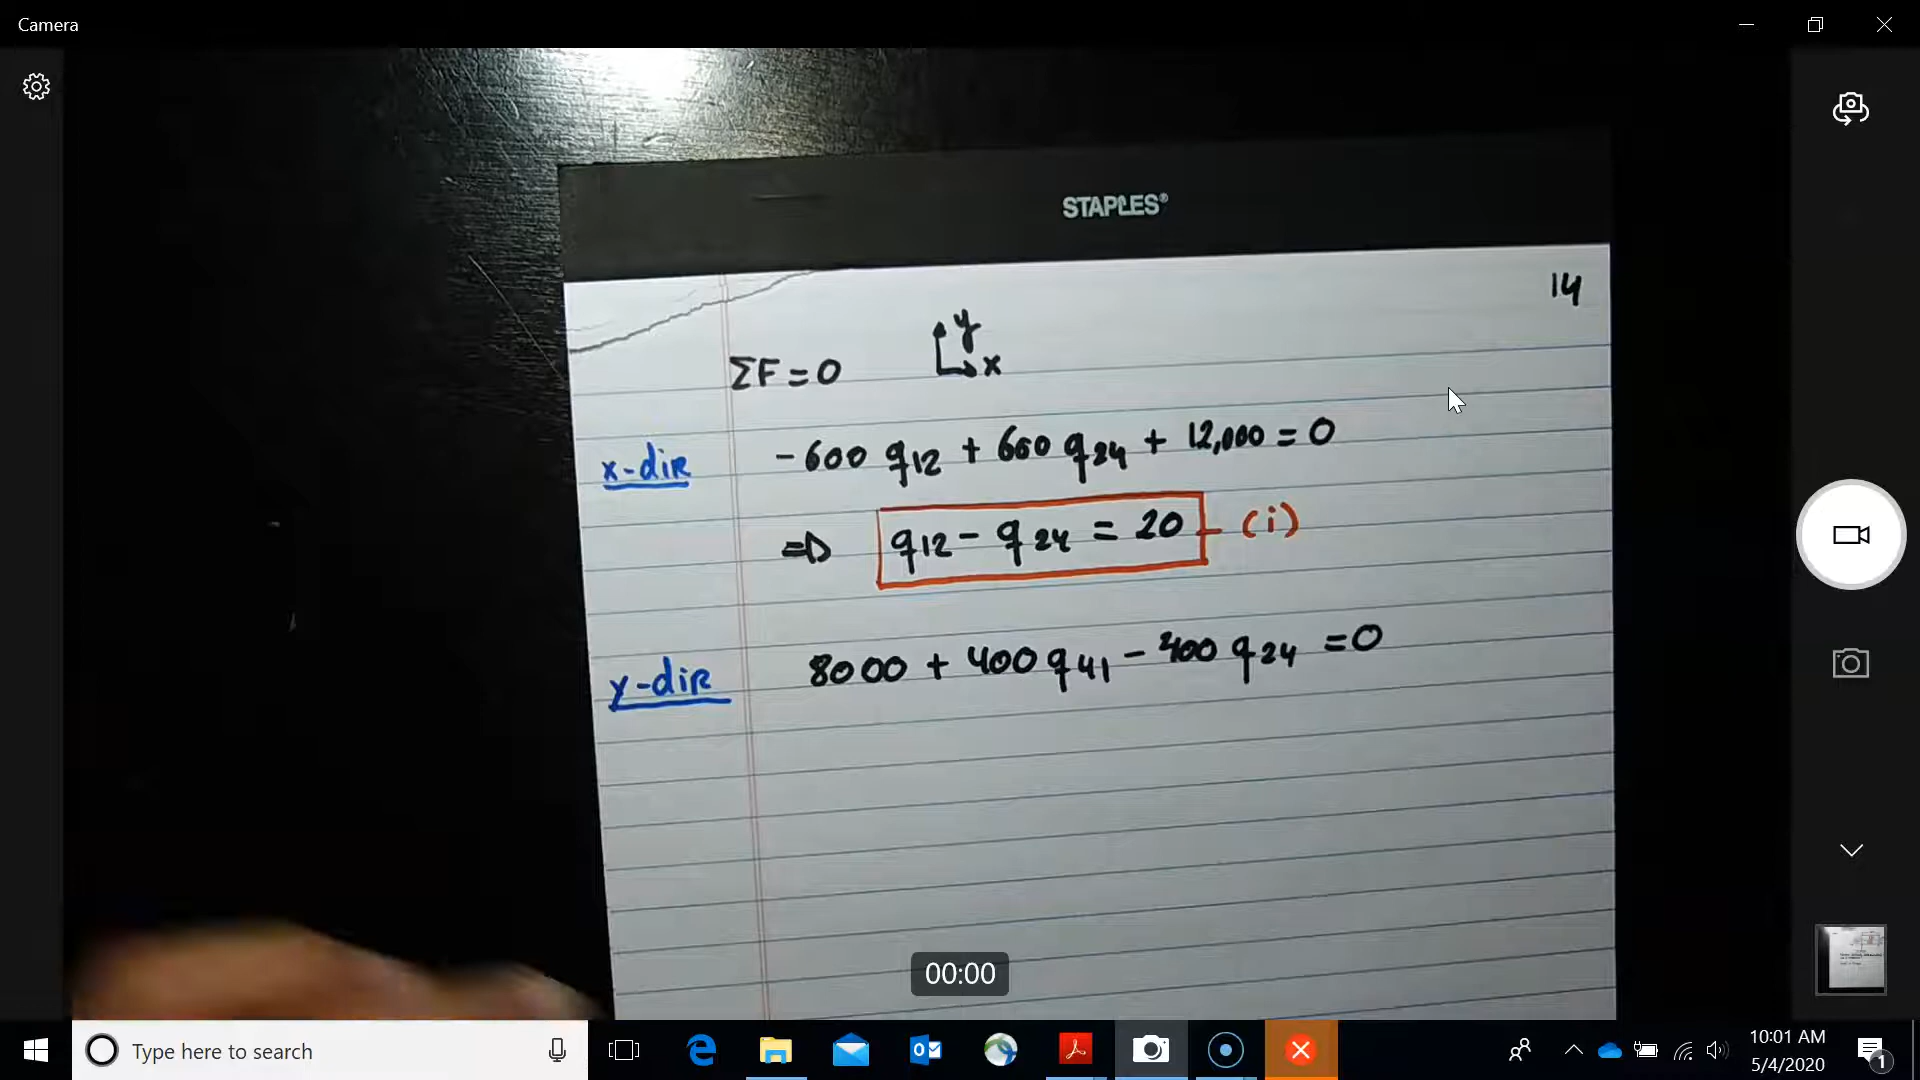 Camera
STAPLES®
14
ΣF = 0
y
x
x-dir
-600 q12 + 600 q24 + 12,000 = 0
=> q12 - q24 = 20 - (i)
y-dir
8000 + 400 q41 - 400 q24 = 0
00:00
Type here to search
10:01 AM
5/4/2020
1